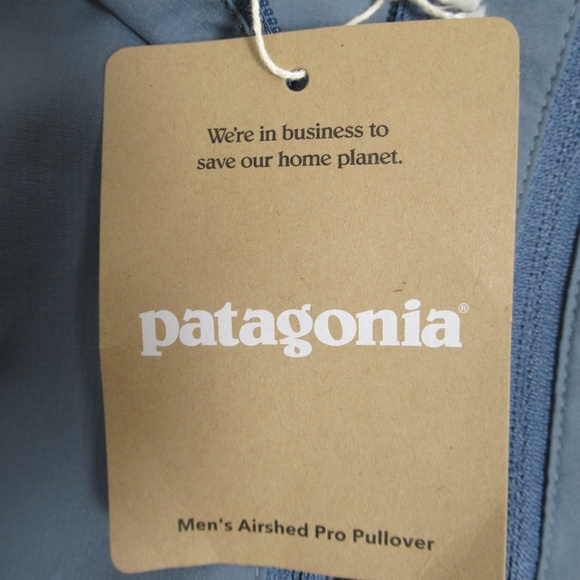 We're in business to
save our home planet.
patagonia®
Men's Airshed Pro Pullover